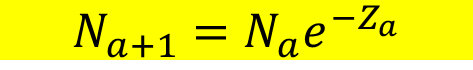 $N_{a+1} = N_a e^{-Z_a}$